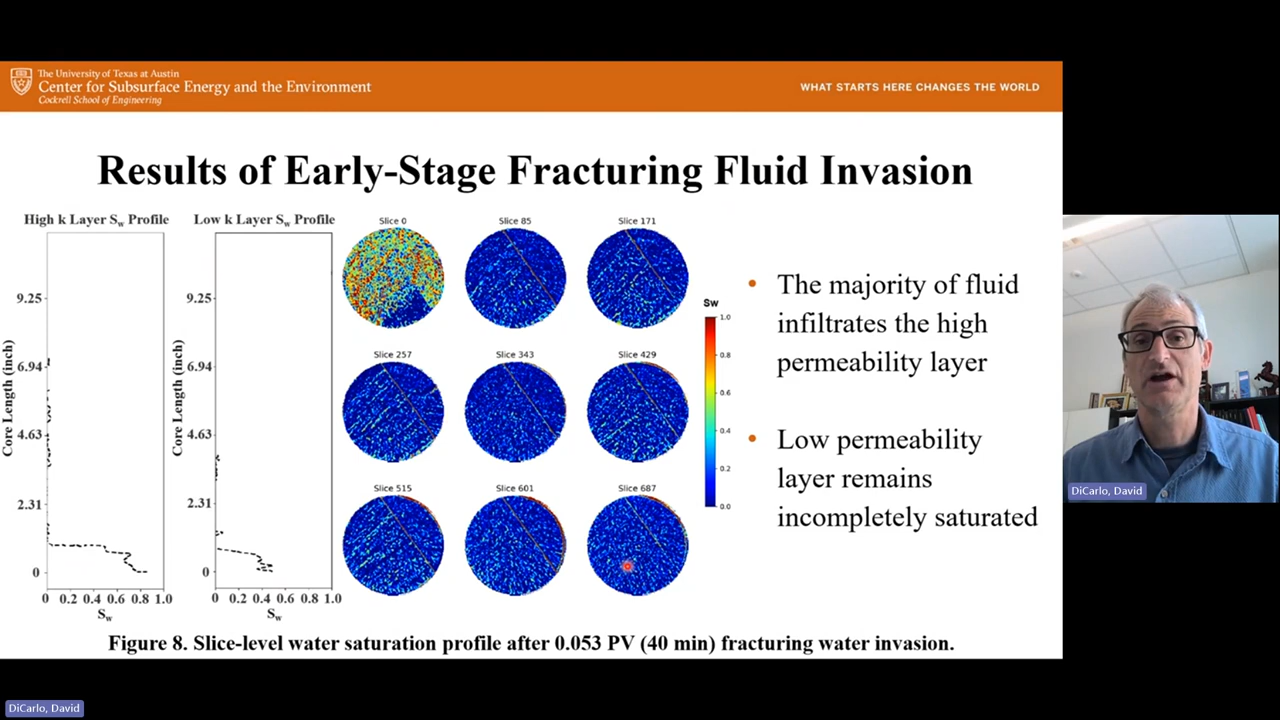 The University of Texas at Austin
Center for Subsurface Energy and the Environment
Cockrell School of Engineering
WHAT STARTS HERE CHANGES THE WORLD
Results of Early-Stage Fracturing Fluid Invasion
High k Layer Sw Profile
Low k Layer Sw Profile
Core Length (inch)
9.25
6.94
4.63
2.31
0
0 0.2 0.4 0.6 0.8 1.0
Sw
Core Length (inch)
9.25
6.94
4.63
2.31
0
0 0.2 0.4 0.6 0.8 1.0
Sw
Slice 0
Slice 85
Slice 171
Slice 257
Slice 343
Slice 429
Slice 515
Slice 601
Slice 687
Sw
1.0
0.8
0.6
0.4
0.2
0.0
• The majority of fluid
infiltrates the high
permeability layer
• Low permeability
layer remains
incompletely saturated
Figure 8. Slice-level water saturation profile after 0.053 PV (40 min) fracturing water invasion.
DiCarlo, David
DiCarlo, David